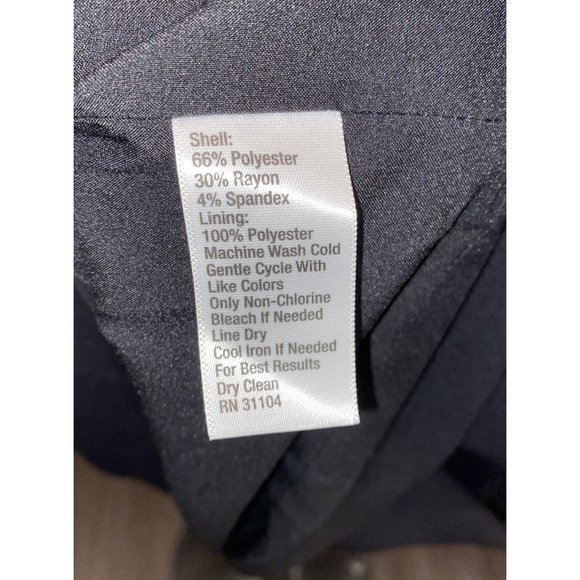 Shell:
66% Polyester
30% Rayon
4% Spandex
Lining:
100% Polyester
Machine Wash Cold
Gentle Cycle With
Like Colors
Only Non-Chlorine
Bleach If Needed
Line Dry
Cool Iron If Needed
For Best Results
Dry Clean
RN 31104